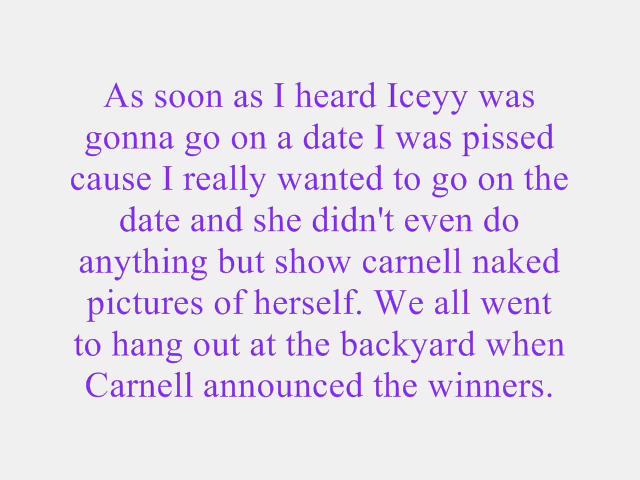 As soon as I heard Iceyy was
gonna go on a date I was pissed
cause I really wanted to go on the
date and she didn't even do
anything but show carnell naked
pictures of herself. We all went
to hang out at the backyard when
Carnell announced the winners.